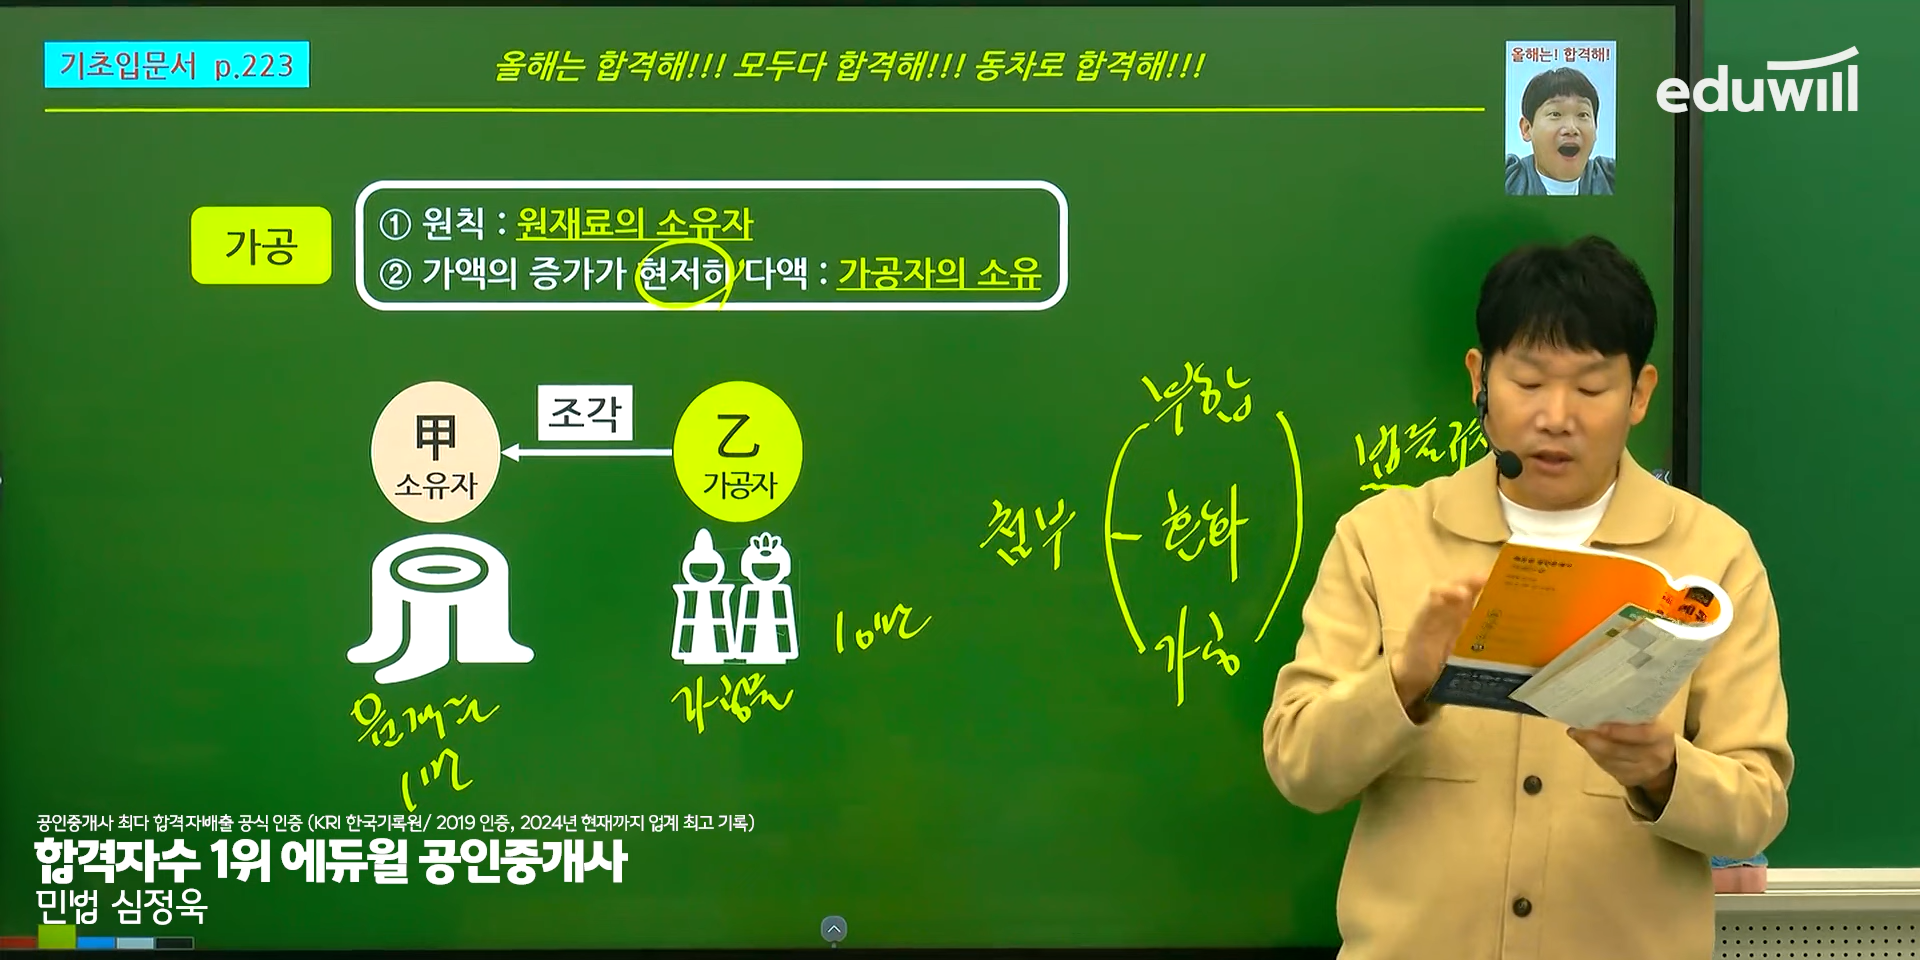 기초입문서 p.223
올해는 합격해!!! 모두다 합격해!!! 동차로 합격해!!!
올해는! 합격해!
eduwill
가공
① 원칙 : 원재료의 소유자
② 가액의 증가가 현저히 다액 : 가공자의 소유
甲
소유자
조각
乙
가공자
부합
첨부
혼화
가공
원재료
가공물
공인중개사 최다 합격자배출 공식 인증 (KRI 한국기록원/ 2019 인증, 2024년 현재까지 업계 최고 기록)
합격자수 1위 에듀윌 공인중개사
민법 심정욱